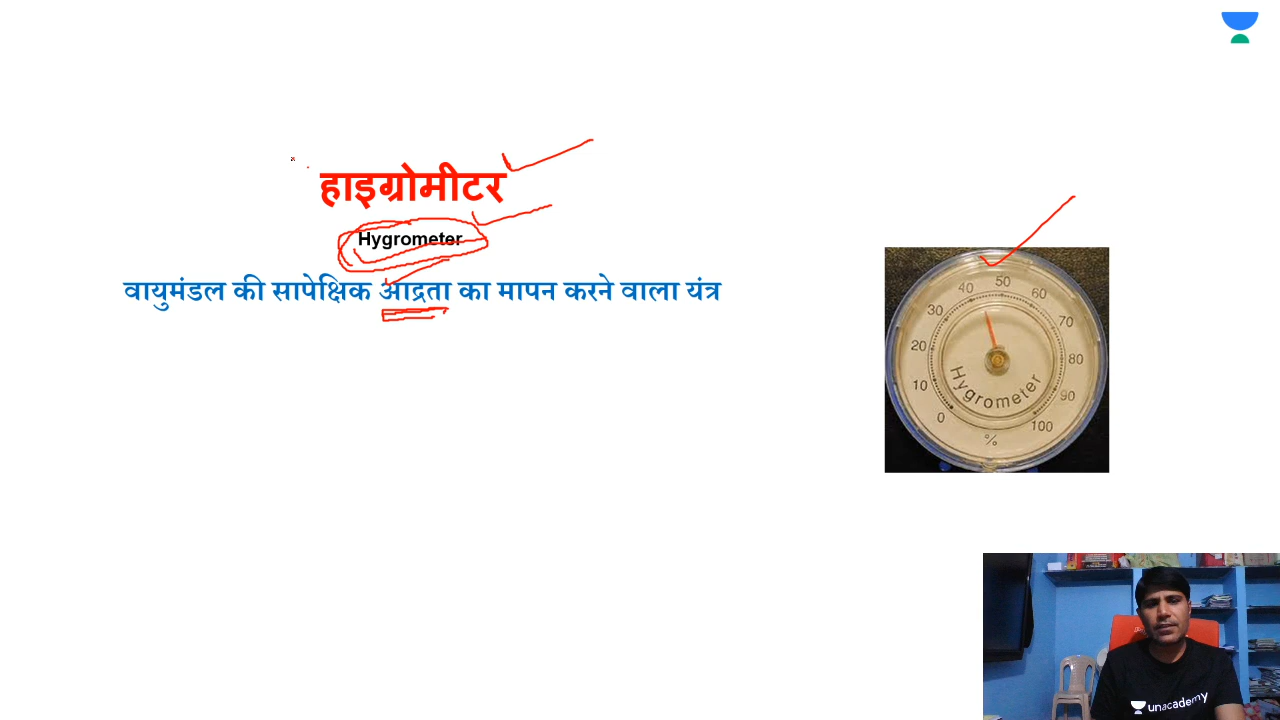 हाइग्रोमीटर
Hygrometer
वायुमंडल की सापेक्षिक आद्रता का मापन करने वाला यंत्र
0 10 20 30 40 50 60 70 80 90 100
Hygrometer
%
unacademy